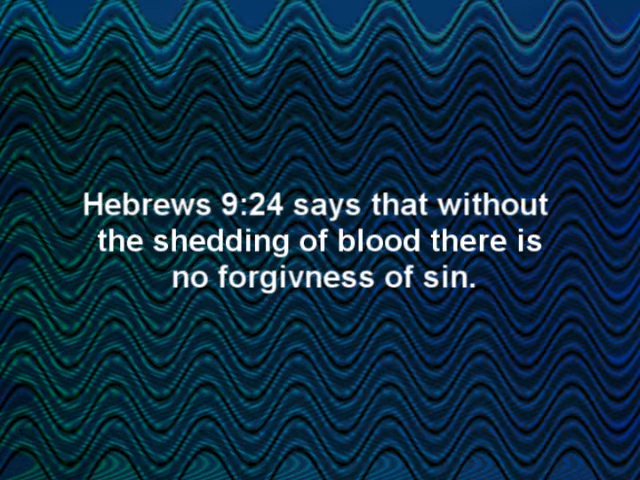 Hebrews 9:24 says that without
the shedding of blood there is
no forgivness of sin.